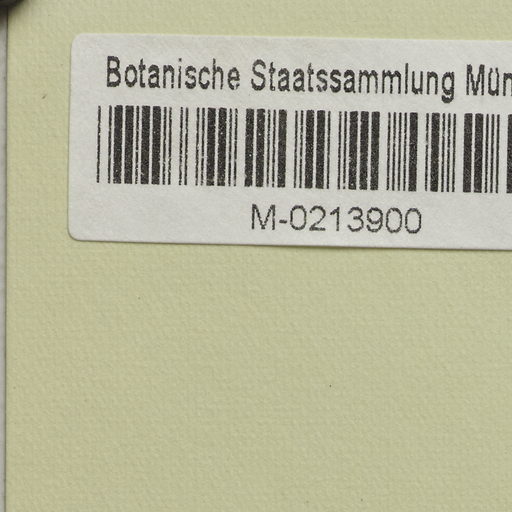 Botanische Staatssammlung Mün
M-0213900